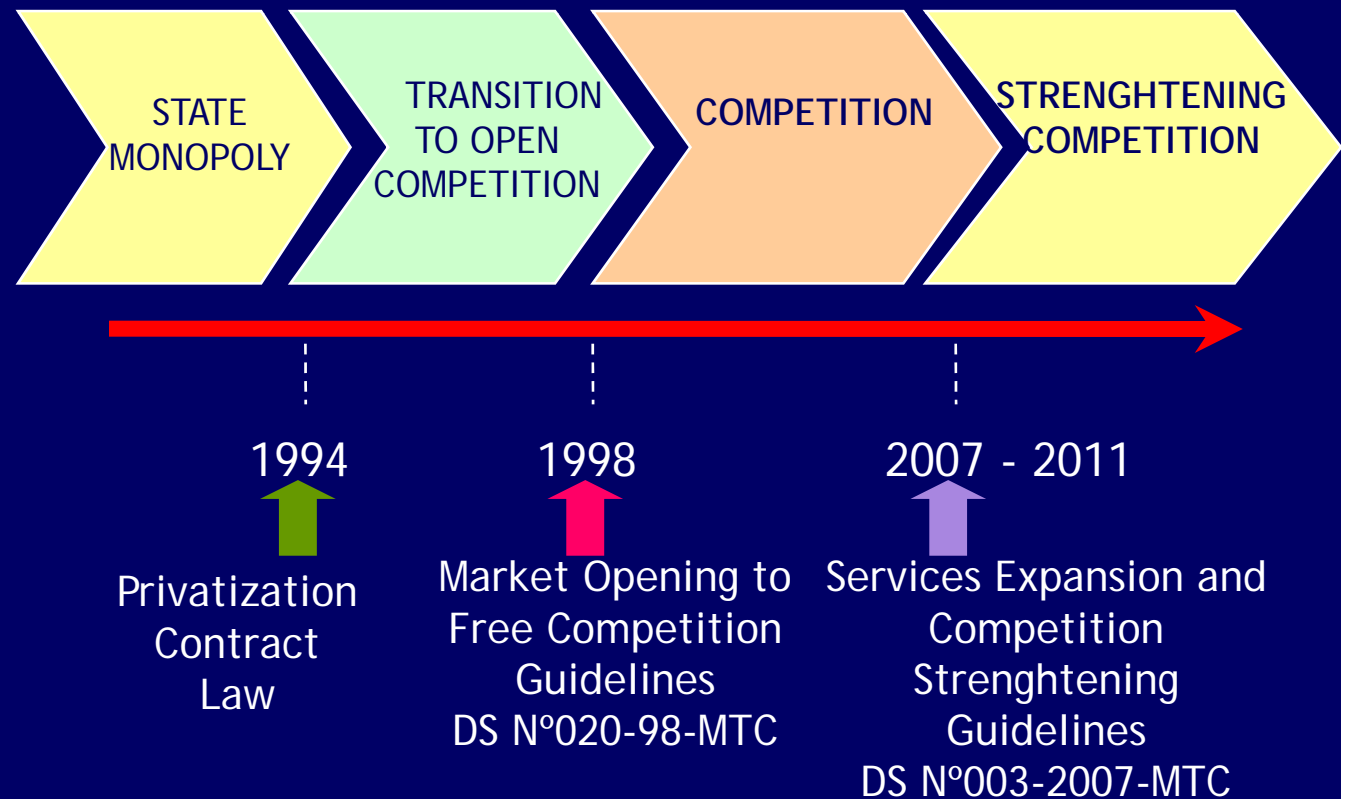 STATE
MONOPOLY
TRANSITION
TO OPEN
COMPETITION
COMPETITION
STRENGHTENING
COMPETITION
1994
1998
2007 - 2011
Privatization
Contract
Law
Market Opening to
Free Competition
Guidelines
DS Nº020-98-MTC
Services Expansion and
Competition
Strenghtening
Guidelines
DS Nº003-2007-MTC